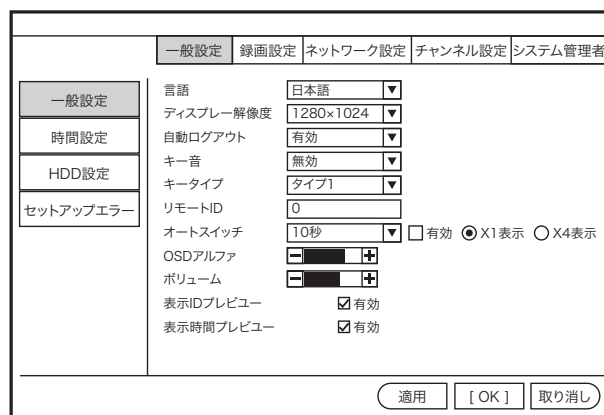 一般設定 録画設定 ネットワーク設定 チャンネル設定 システム管理者
一般設定
時間設定
HDD設定
セットアップエラー
言語 日本語
ディスプレー解像度 1280×1024
自動ログアウト 有効
キー音 無効
キータイプ タイプ1
リモートID 0
オートスイッチ 10秒 有効 X1表示 X4表示
OSDアルファ
ボリューム
表示IDプレビュー 有効
表示時間プレビュー 有効
適用 [ OK ] 取り消し